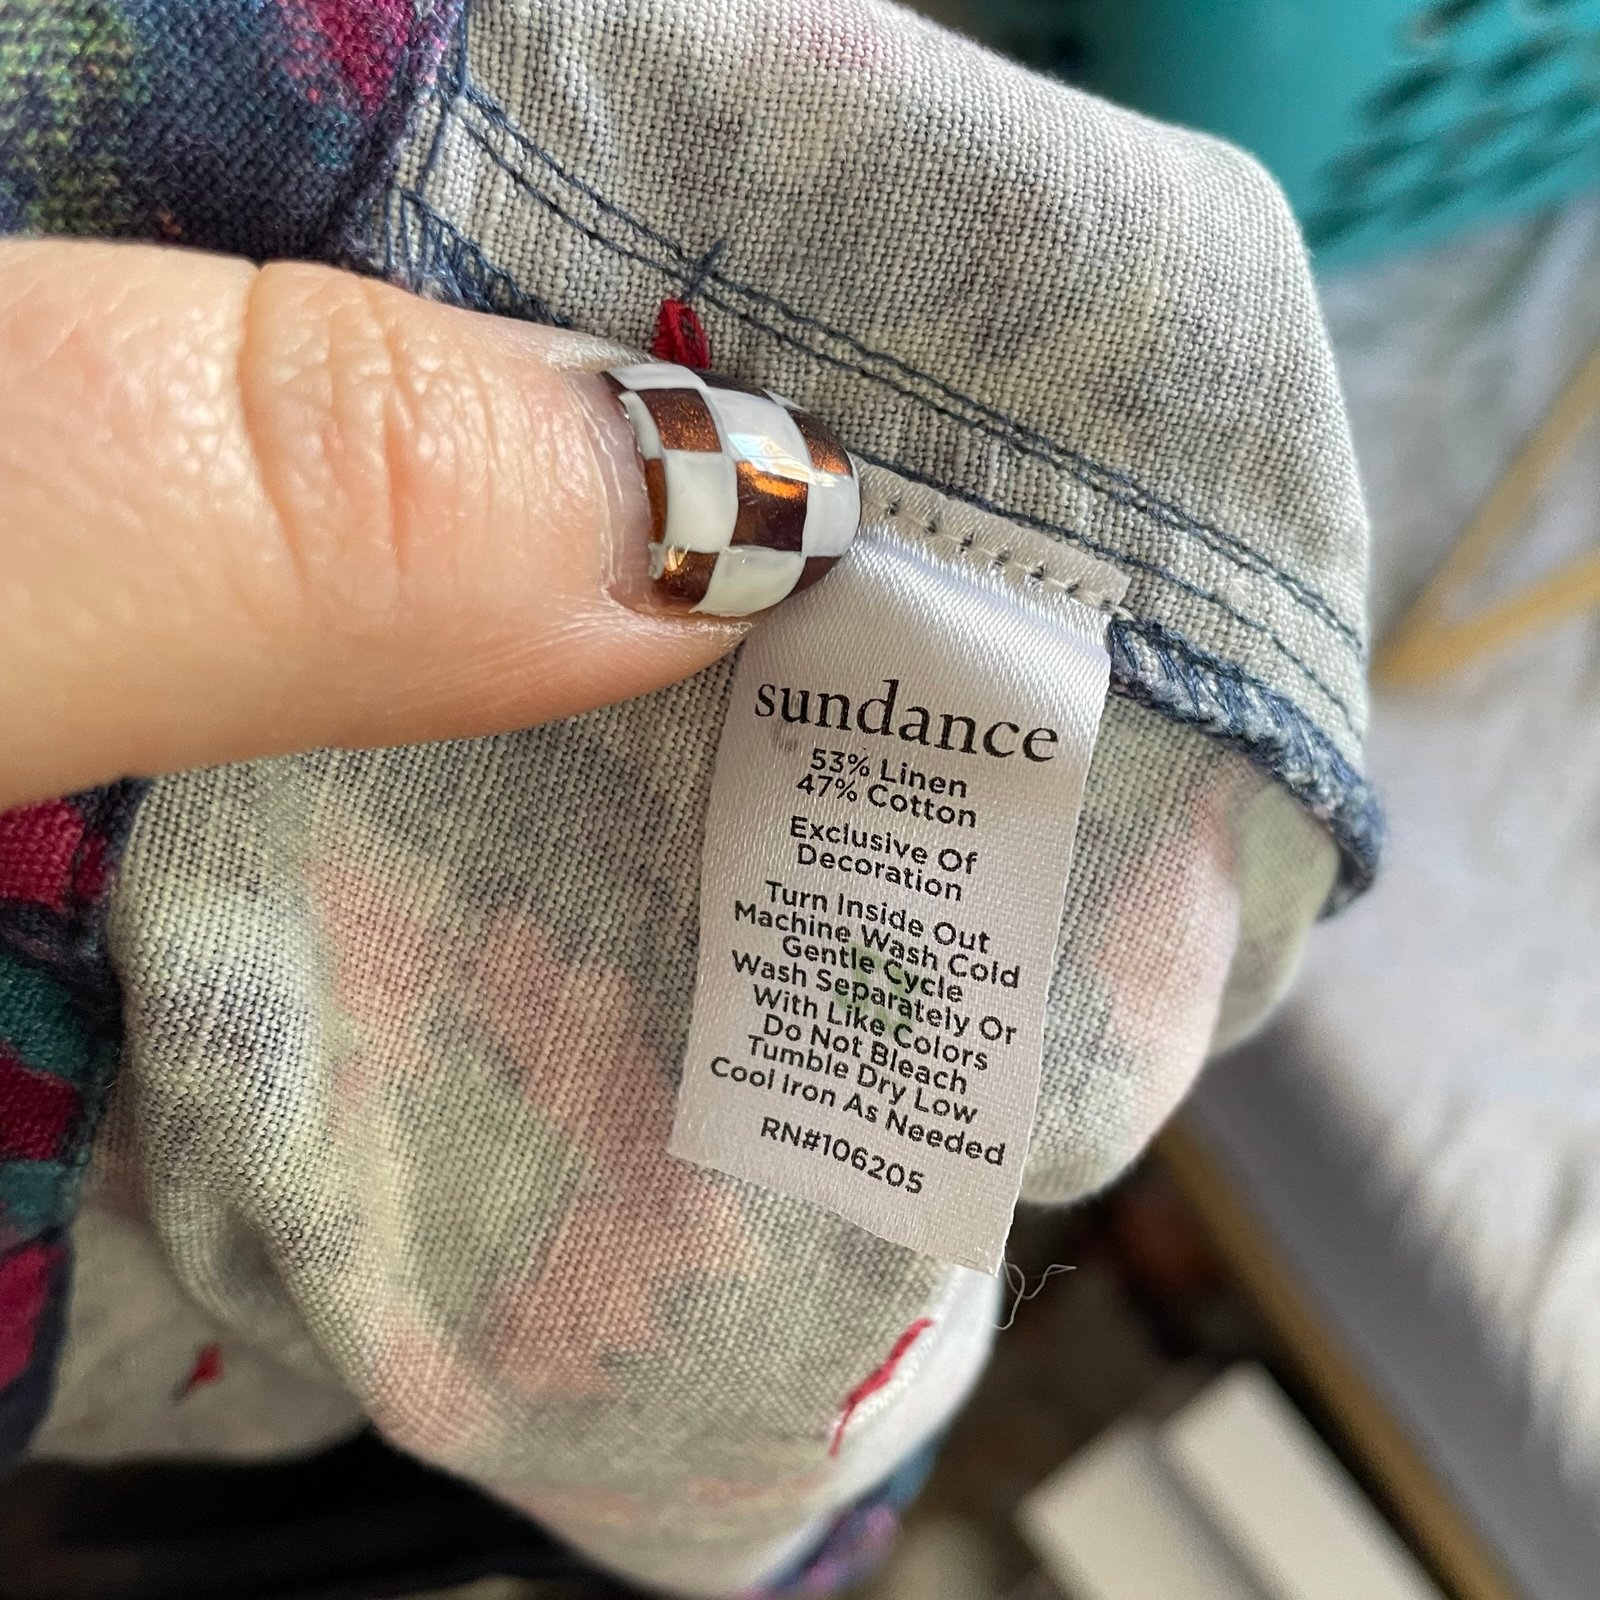 sundance
53% Linen
47% Cotton
Exclusive Of
Decoration
Turn Inside Out
Machine Wash Cold
Gentle Cycle
Wash Separately Or
With Like Colors
Do Not Bleach
Tumble Dry Low
Cool Iron As Needed
RN#106205